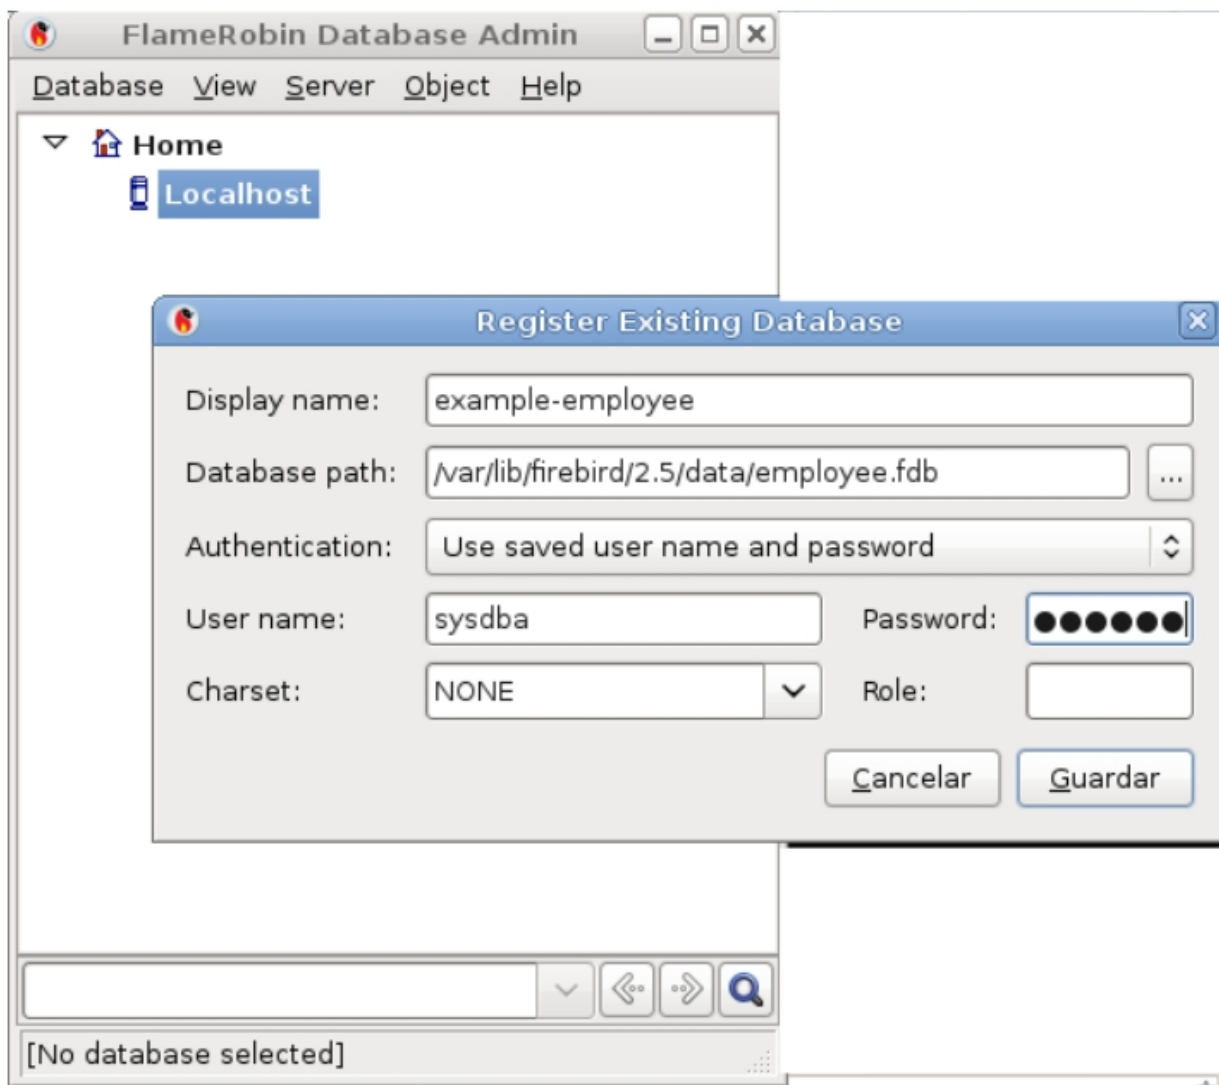 FlameRobin Database Admin
Database View Server Object Help
Home
Localhost
Register Existing Database
Display name: example-employee
Database path: /var/lib/firebird/2.5/data/employee.fdb ...
Authentication: Use saved user name and password
User name: sysdba Password: ●●●●●●
Charset: NONE Role:
Cancelar Guardar
[No database selected]